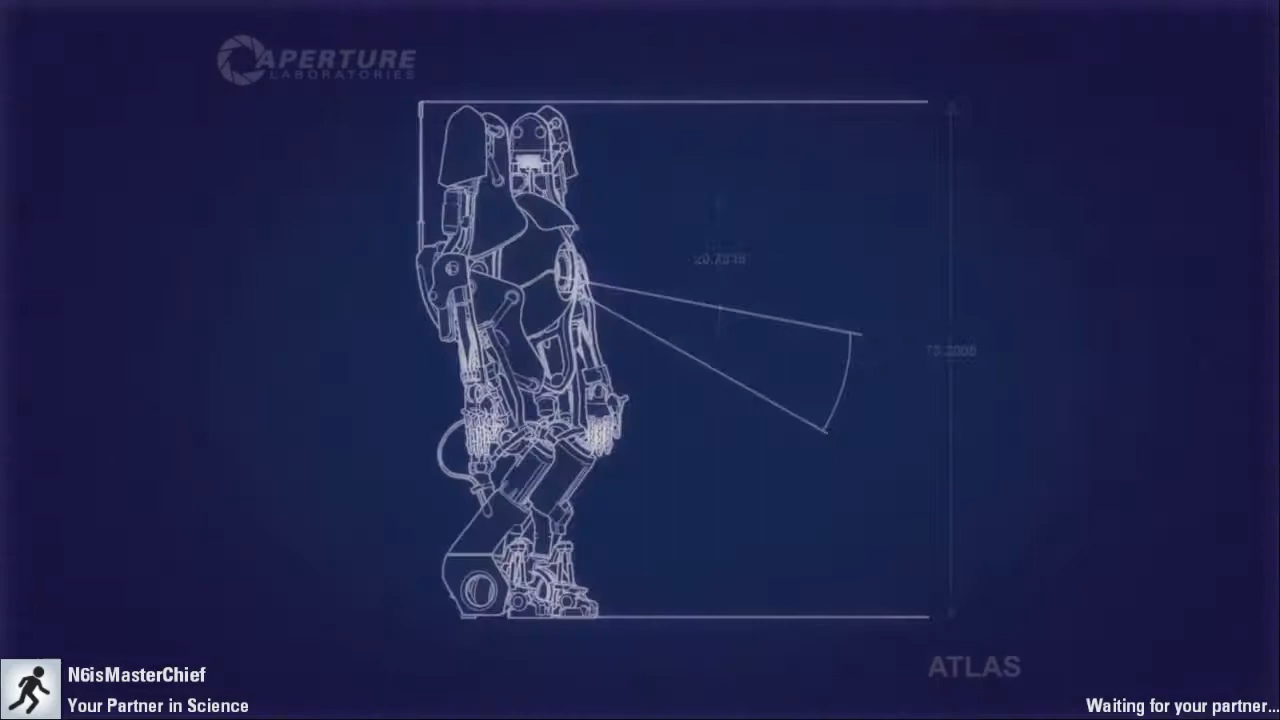 APERTURE
LABORATORIES
ATLAS
N6isMasterChief
Your Partner in Science
Waiting for your partner...